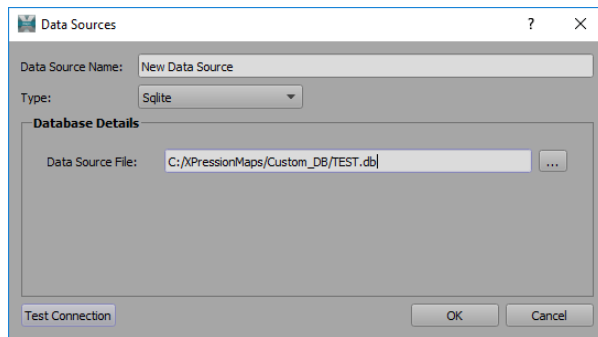 Data Sources
?
Data Source Name: New Data Source
Type: Sqlite
Database Details
Data Source File: C:/XPressionMaps/Custom_DB/TEST.db
...
Test Connection OK Cancel